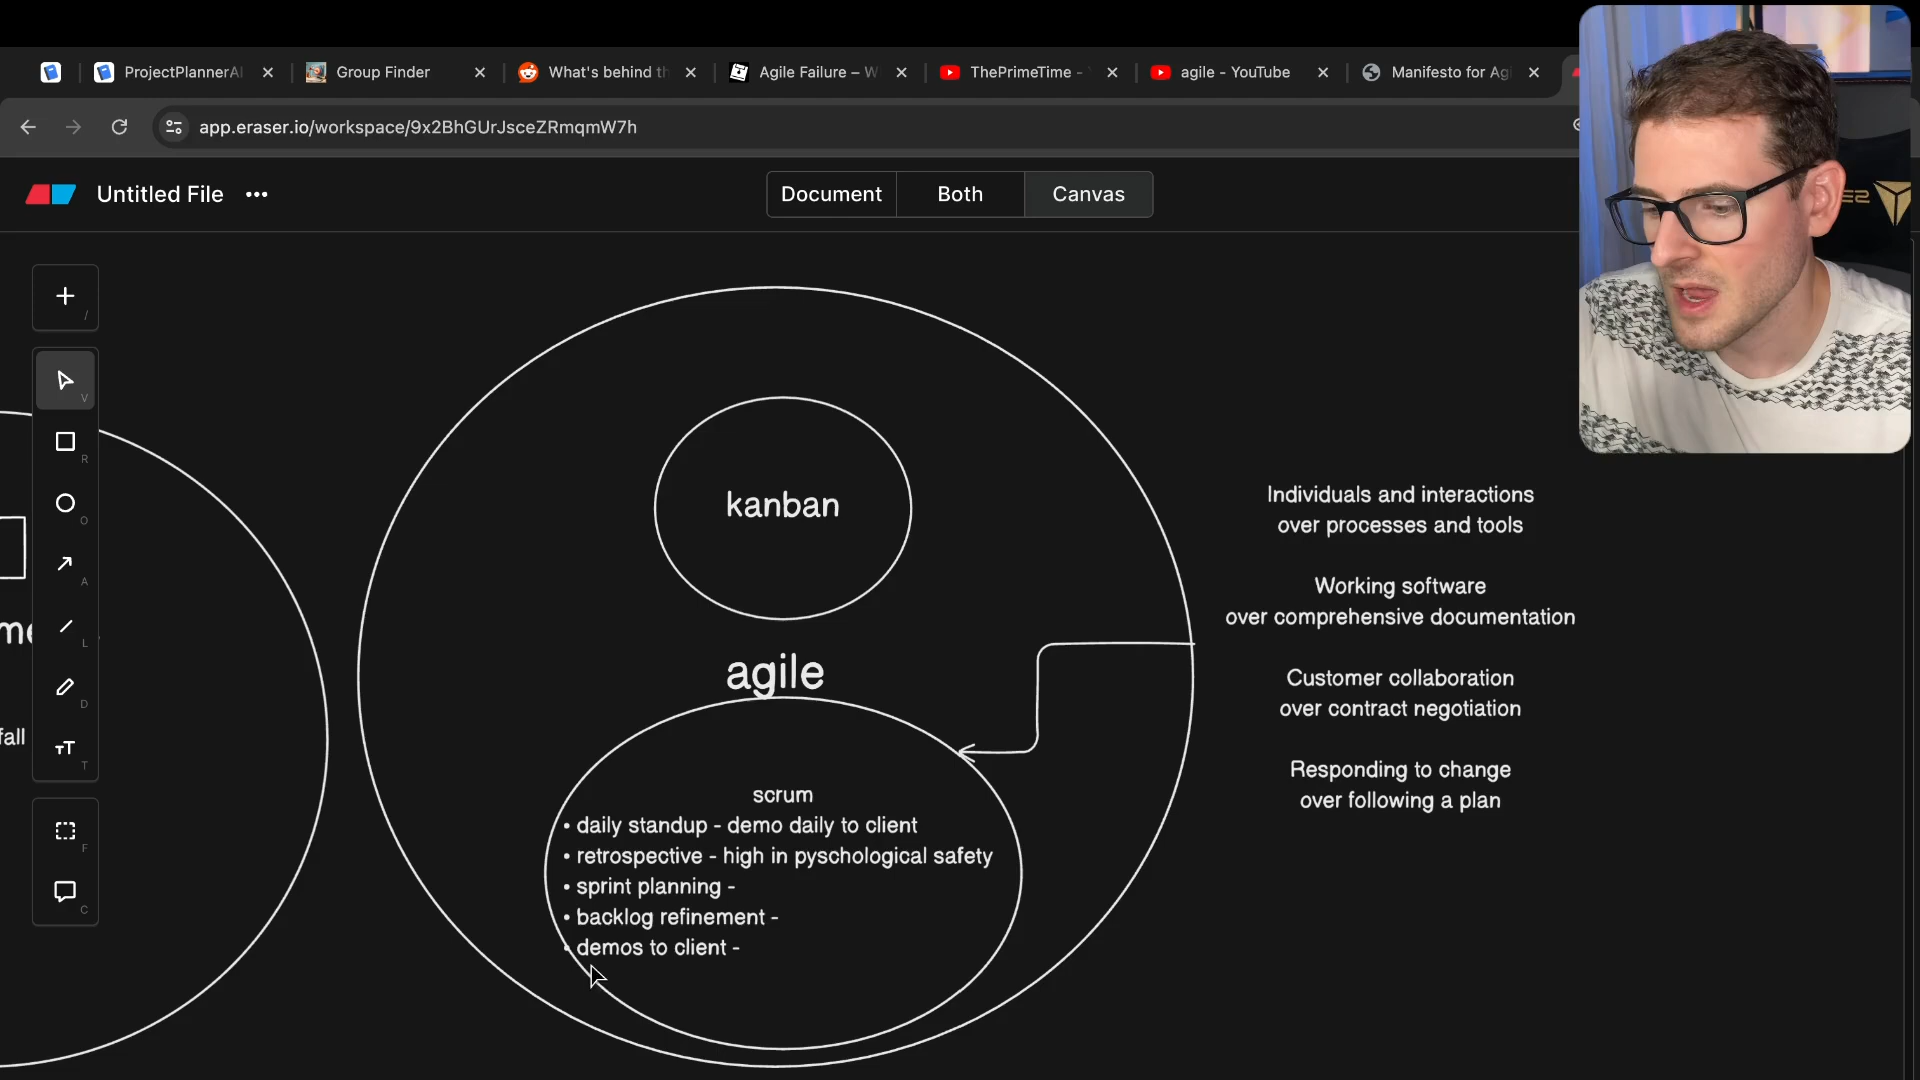 ProjectPlannerAI
Group Finder
What's behind th
Agile Failure – W
ThePrimeTime -
agile - YouTube
Manifesto for Ag
app.eraser.io/workspace/9x2BhGUrJsceZRmqmW7h
Untitled File
Document
Both
Canvas
/
V
R
O
A
L
D
T
F
C
me
fall
kanban
agile
scrum
• daily standup - demo daily to client
• retrospective - high in pyschological safety
• sprint planning -
• backlog refinement -
• demos to client -
Individuals and interactions
over processes and tools
Working software
over comprehensive documentation
Customer collaboration
over contract negotiation
Responding to change
over following a plan